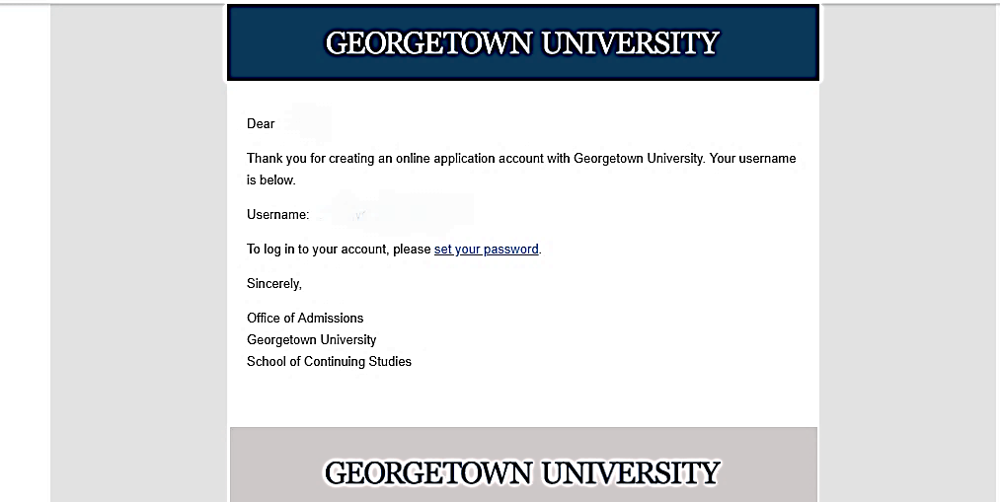 GEORGETOWN UNIVERSITY
Dear
Thank you for creating an online application account with Georgetown University. Your username
is below.
Username:
To log in to your account, please set your password.
Sincerely,
Office of Admissions
Georgetown University
School of Continuing Studies
GEORGETOWN UNIVERSITY